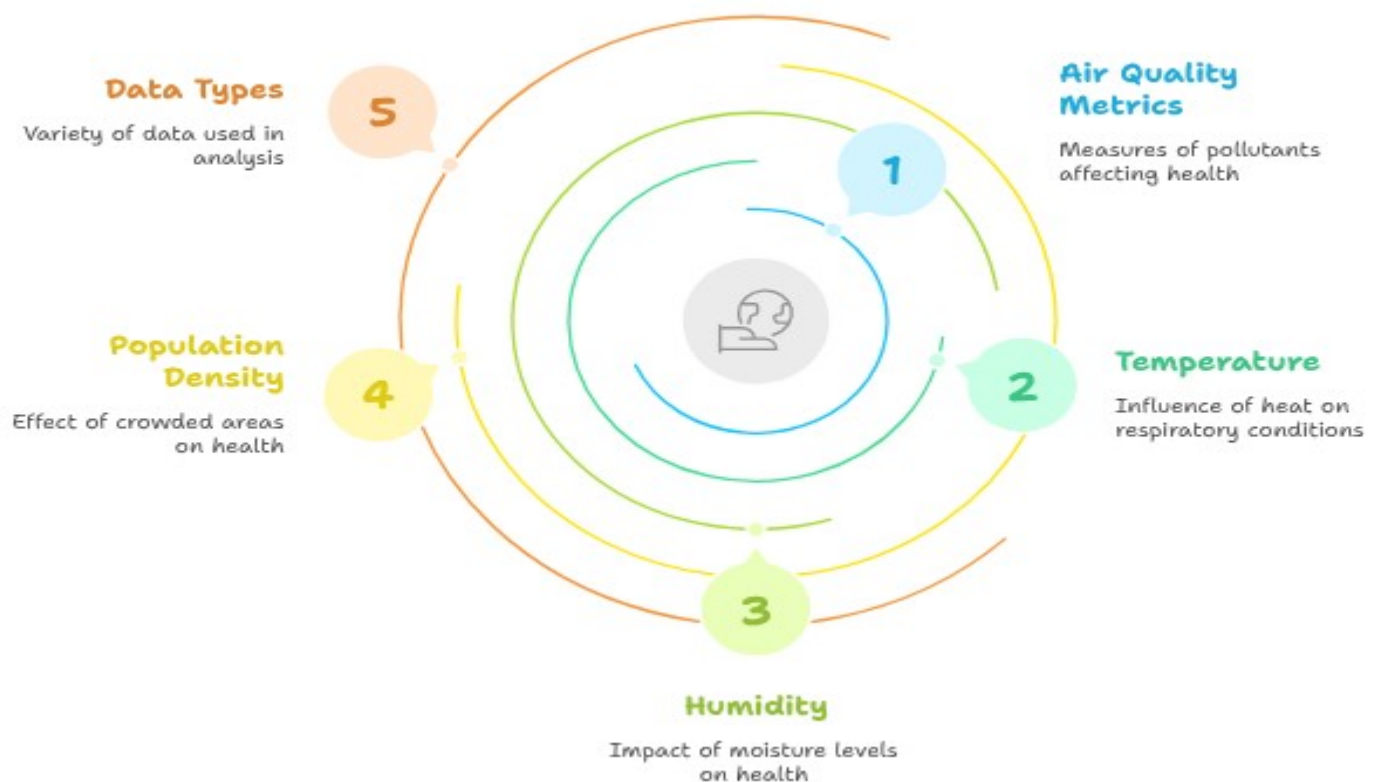 1
Air Quality
Metrics
Measures of pollutants
affecting health
2
Temperature
Influence of heat on
respiratory conditions
3
Humidity
Impact of moisture levels
on health
4
Population
Density
Effect of crowded areas
on health
5
Data Types
Variety of data used in
analysis